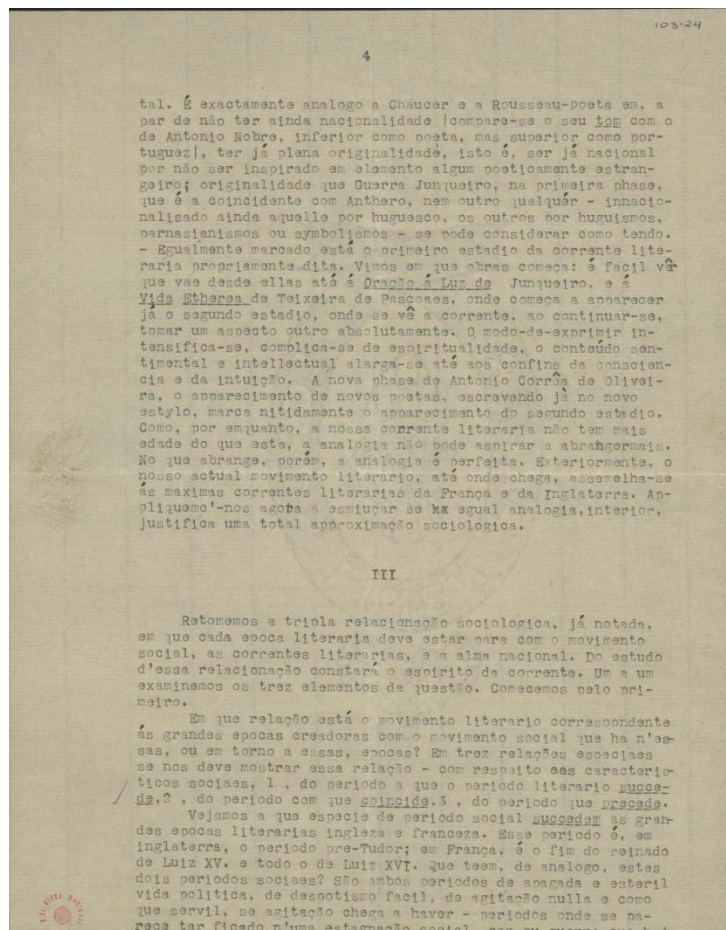 103-24
4
tal. É exactamente analogo a Chaucer e a Rousseau-poeta em, a
par de não ter ainda nacionalidade |compare-se o seu tom com o
de Antonio Nobre, inferior como poeta, mas superior como por-
tuguez|, ter já plena originalidade, isto é, ser já nacional
por não ser inspirado em elemento algum poeticamente estran-
geiro; originalidade que Guerra Junqueiro, na primeira phase,
que é a coincidente com Anthero, nem outro qualquér - innacio-
nalisado ainda aquelle por huguesco, os outros por huguismos,
parnasianismos ou symbolismos - se pode considerar como tendo.
- Egualmente marcado está o primeiro estadio da corrente lite-
raria propriamente dita. Vimos em que obras começa: é facil vêr
que vae desde ellas até á Oração á Luz de Junqueiro, e á
Vida Etherea de Teixeira de Pascoaes, onde começa a apparecer
já o segundo estadio, onde se vê a corrente, ao continuar-se,
tomar um aspecto outro absolutamente. O modo-de-exprimir in-
tensifica-se, complica-se de espiritualidade, o conteúdo sen-
timental e intellectual alarga-se até aos confins da conscien-
cia e da intuição. A nova phase de Antonio Corrêa de Olivei-
ra, o apparecimento de novos poetas, escrevendo jà no novo
estylo, marca nitidamente o apparecimento do segundo estadio.
Como, por emquanto, a nossa corrente literaria não tem mais
edade do que esta, a analogia não pode aspirar a abrangermais.
No que abrange, porém, a analogia é perfeita. Exteriormente, o
nosso actual movimento literario, até onde chega, assemelha-se
ás maximas correntes literarias da França e da Inglaterra. Ap-
pliquemo'-nos agora a esmiuçar se egual analogia,interior,
justifica uma total approximação sociologica.
III
Retomemos a tripla relacionação sociologica, já notada,
em que cada epoca literaria deve estar para com o movimento
social, as correntes literarias, e a alma nacional. Do estudo
d'essa relacionação constará o espirito da corrente. Um a um
examinemos os trez elementos da questão. Comecemos pelo pri-
meiro.
Em que relação está o movimento literario correspondente
ás grandes epocas creadoras com o movimento social que ha n'es-
sas, ou em torno a essas, epocas? Em trez relações especiaes
se nos deve mostrar essa relação - com respeito aos caracteris-
ticos sociaes, 1 , do periodo a que o periodo literario succe-
de,2 , do periodo com que coincide,3 , do periodo que precede.
Vejamos a que especie de periodo social succedem as gran-
des epocas literarias ingleza e franceza. Esse periodo é, em
inglaterra, o periodo pre-Tudor; em França, é o fim do reinado
de Luiz XV. e todo o de Luiz XVI. Que teem, de analogo, estes
dois periodos sociaes? São ambos periodos de apagada e esteril
vida politica, de despotismo facil, de agitação nulla e como
que servil, se agitação chega a haver - periodos onde se pa-
rece ter ficado n'uma estagnação social